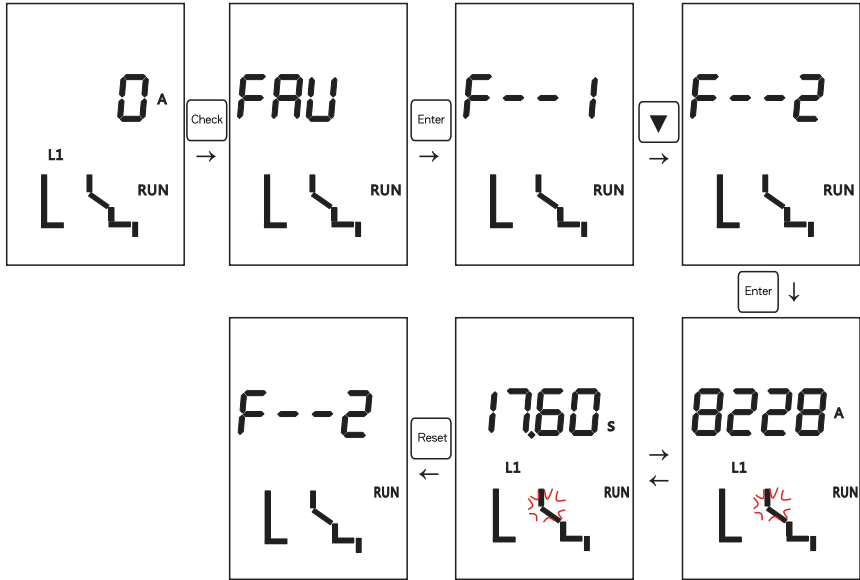 0 A
L1
RUN
Check
→
FAU
RUN
Enter
→
F--1
RUN
▼
→
F--2
RUN
Enter ↓
8228 A
L1
RUN
→
←
17.60 s
L1
RUN
Reset
←
F--2
RUN